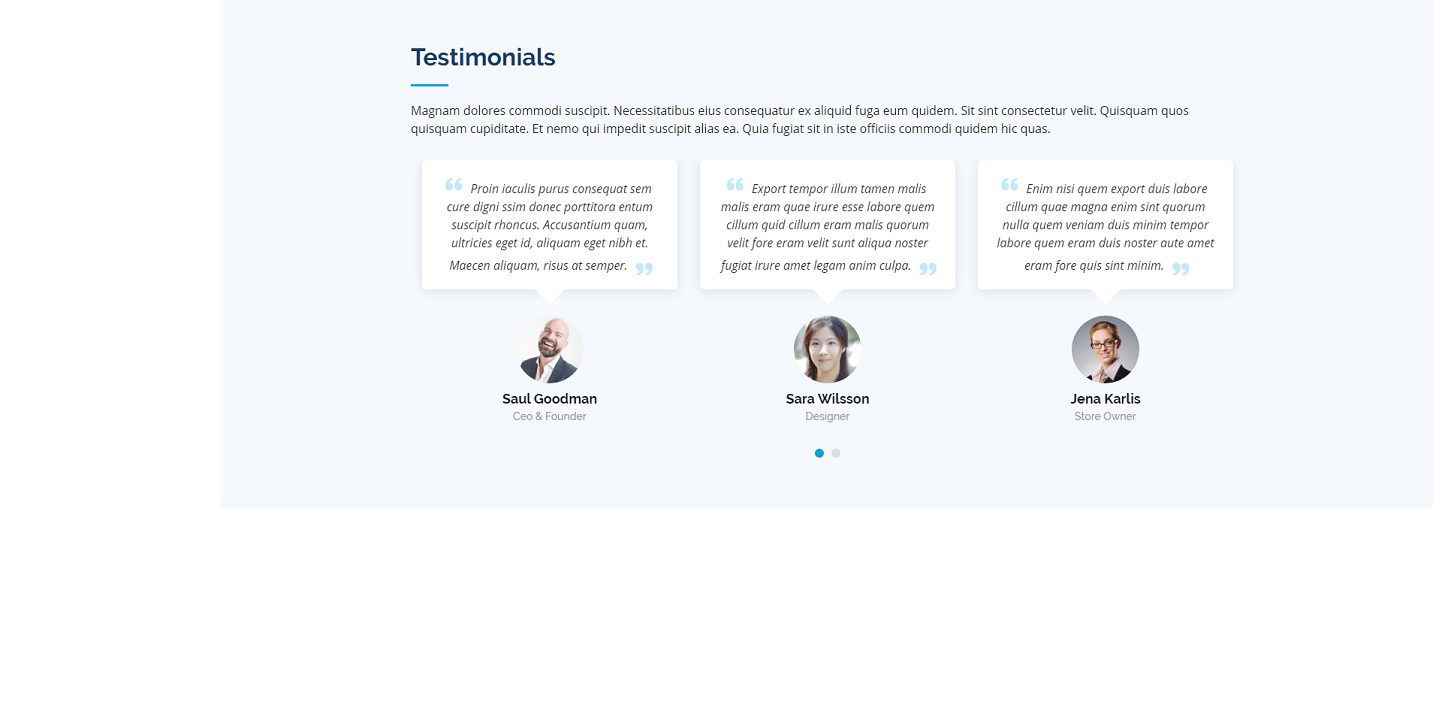 Testimonials
Magnam dolores commodi suscipit. Necessitatibus eius consequatur ex aliquid fuga eum quidem. Sit sint consectetur velit. Quisquam quos
quisquam cupiditate. Et nemo qui impedit suscipit alias ea. Quia fugiat sit in iste officiis commodi quidem hic quas.
“ Proin iaculis purus consequat sem
cure digni ssim donec porttitora entum
suscipit rhoncus. Accusantium quam,
ultricies eget id, aliquam eget nibh et.
Maecen aliquam, risus at semper. ”
Saul Goodman
Ceo & Founder
“ Export tempor illum tamen malis
malis eram quae irure esse labore quem
cillum quid cillum eram malis quorum
velit fore eram velit sunt aliqua noster
fugiat irure amet legam anim culpa. ”
Sara Wilsson
Designer
“ Enim nisi quem export duis labore
cillum quae magna enim sint quorum
nulla quem veniam duis minim tempor
labore quem eram duis noster aute amet
eram fore quis sint minim. ”
Jena Karlis
Store Owner